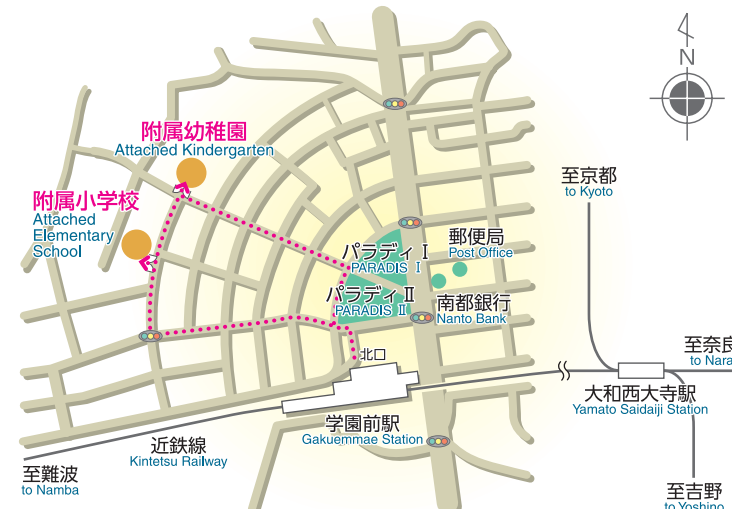 N
附属幼稚園
Attached Kindergarten
附属小学校
Attached
Elementary
School
至京都
to Kyoto
パラディ Ⅰ
PARADIS Ⅰ
郵便局
Post Office
パラディ Ⅱ
PARADIS Ⅱ
南都銀行
Nanto Bank
北口
至奈良
to Nara
大和西大寺駅
Yamato Saidaiji Station
学園前駅
Gakuemmae Station
近鉄線
Kintetsu Railway
至難波
to Namba
至吉野
to Yoshino